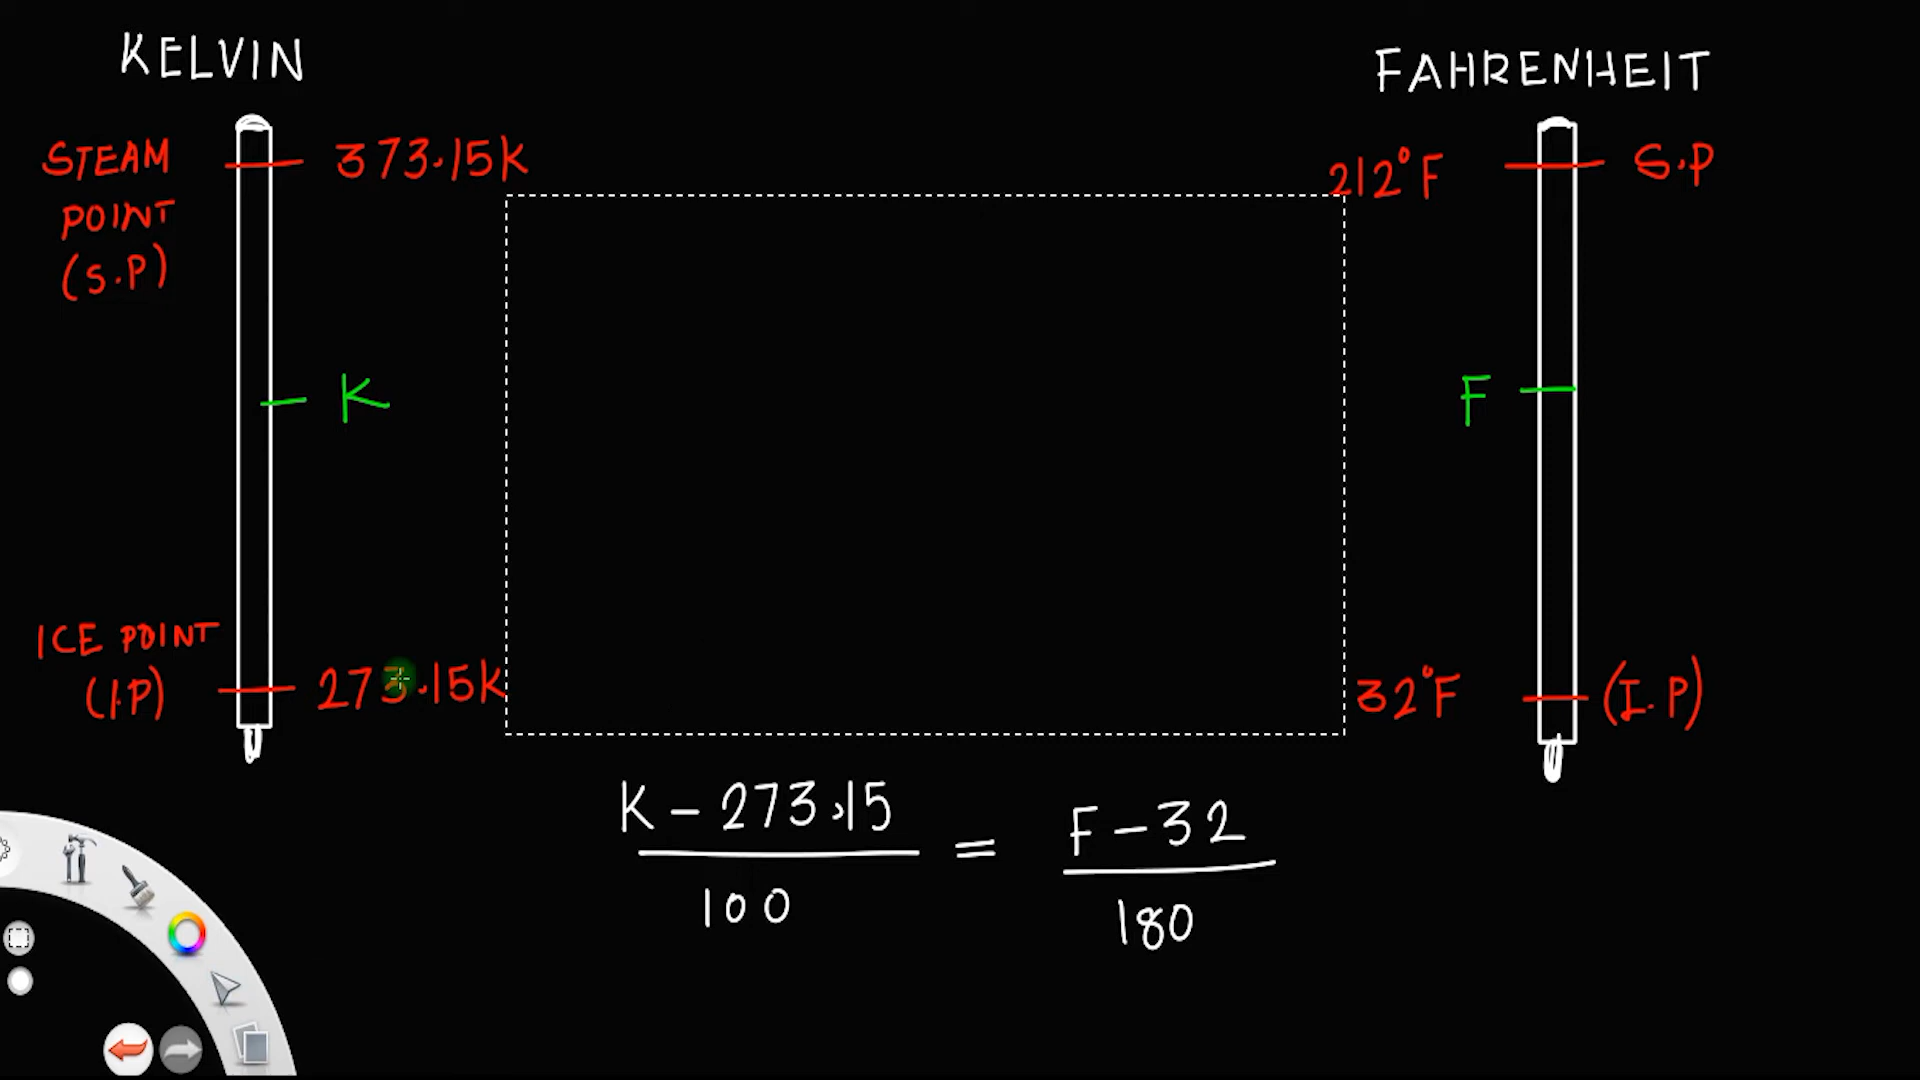 KELVIN
FAHRENHEIT
STEAM
POINT
(S.P)
373.15K
212°F
S.P
K
F
ICE POINT
(I.P)
273.15K
32°F
(I.P)
K - 273.15 = F - 32
100 180